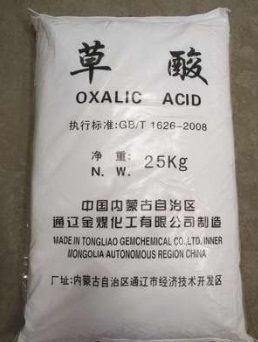 草 酸
OXALIC ACID
执行标准:GB/T 1626-2008
净 重: 25Kg
N. W.
中国内蒙古自治区
通辽金煤化工有限公司制造
MADE IN TONGLIAO GEMCHEMICAL CO.,LTD. INNER
MONGOLIA AUTONOMOUS REGION CHINA
厂址:内蒙古自治区通辽市经济技术开发区